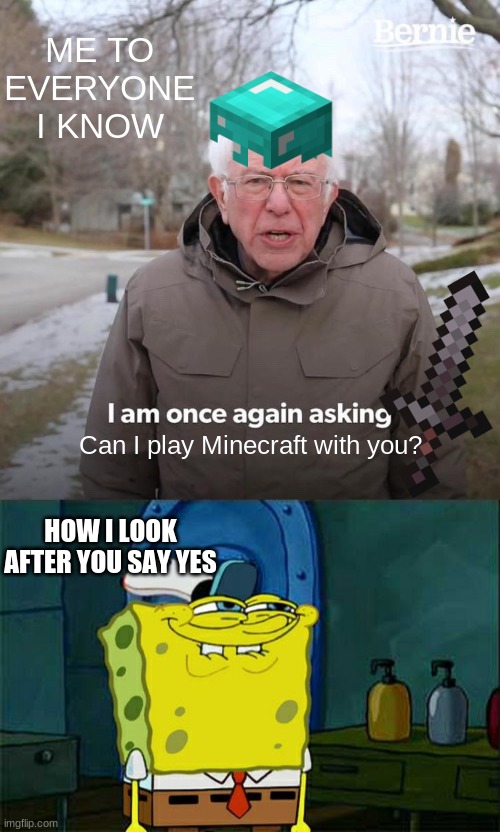 Bernie
ME TO
EVERYONE
I KNOW
I am once again asking
Can I play Minecraft with you?
HOW I LOOK
AFTER YOU SAY YES
imgflip.com